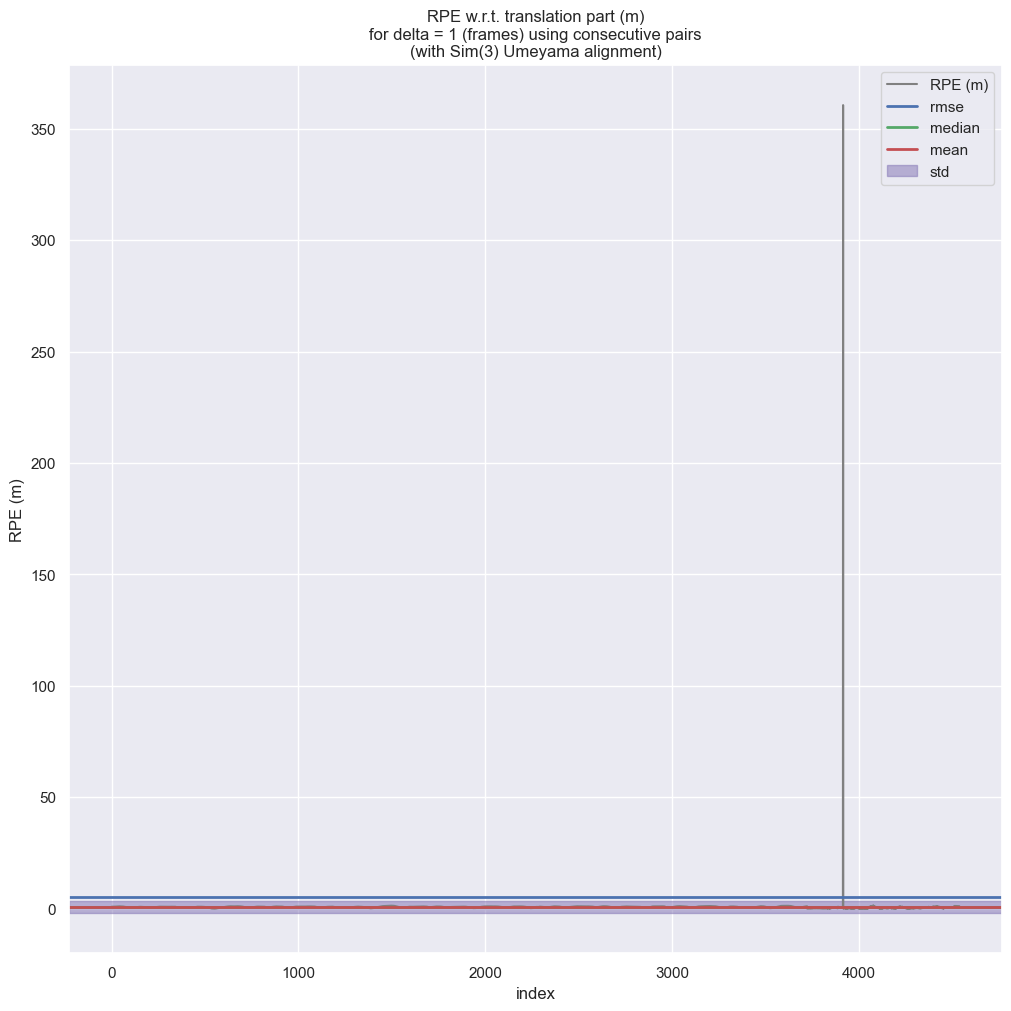 RPE w.r.t. translation part (m)
for delta = 1 (frames) using consecutive pairs
(with Sim(3) Umeyama alignment)
RPE (m)
rmse
median
mean
std
350
300
250
200
150
100
50
0
RPE (m)
0 1000 2000 3000 4000
index